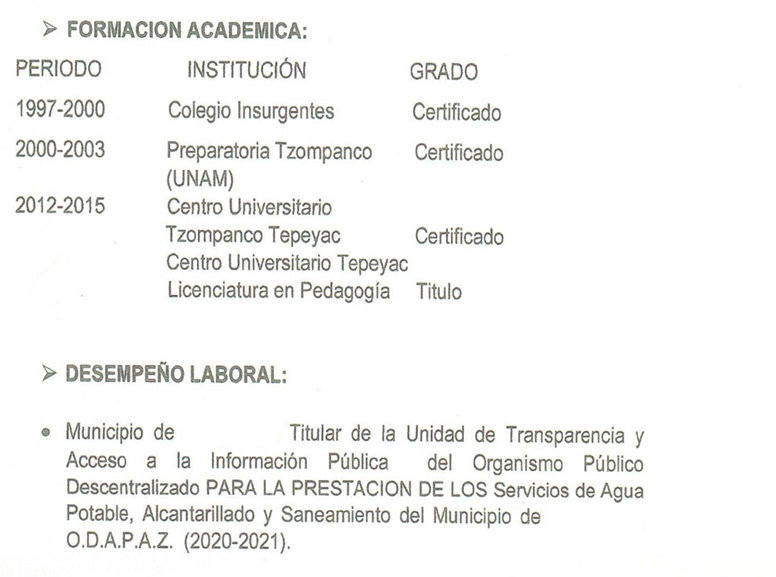 ➢ FORMACION ACADEMICA:
PERIODO INSTITUCIÓN GRADO
1997-2000 Colegio Insurgentes Certificado
2000-2003 Preparatoria Tzompanco Certificado
(UNAM)
2012-2015 Centro Universitario
Tzompanco Tepeyac Certificado
Centro Universitario Tepeyac
Licenciatura en Pedagogía Titulo
➢ DESEMPEÑO LABORAL:
• Municipio de Titular de la Unidad de Transparencia y
Acceso a la Información Pública del Organismo Público
Descentralizado PARA LA PRESTACION DE LOS Servicios de Agua
Potable, Alcantarillado y Saneamiento del Municipio de
O.D.A.P.A.Z. (2020-2021).